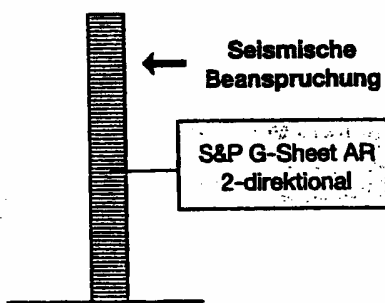 Seismische
Beanspruchung
S&P G-Sheet AR
2-direktional